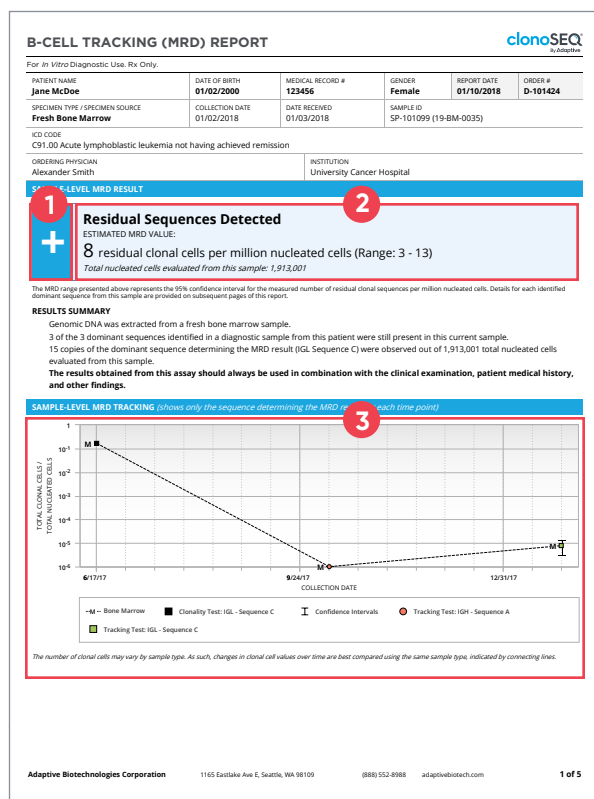 B-CELL TRACKING (MRD) REPORT
clonoSEQ®
By Adaptive
For In Vitro Diagnostic Use. Rx Only.
PATIENT NAME DATE OF BIRTH MEDICAL RECORD # GENDER REPORT DATE ORDER #
Jane McDoe 01/02/2000 123456 Female 01/10/2018 D-101424
SPECIMEN TYPE / SPECIMEN SOURCE COLLECTION DATE DATE RECEIVED SAMPLE ID
Fresh Bone Marrow 01/02/2018 01/03/2018 SP-101099 (19-BM-0035)
ICD CODE
C91.00 Acute lymphoblastic leukemia not having achieved remission
ORDERING PHYSICIAN INSTITUTION
Alexander Smith University Cancer Hospital
-LEVEL MRD RESULT
1
2
+
Residual Sequences Detected
ESTIMATED MRD VALUE:
8 residual clonal cells per million nucleated cells (Range: 3 - 13)
Total nucleated cells evaluated from this sample: 1,913,001
The MRD range presented above represents the 95% confidence interval for the measured number of residual clonal sequences per million nucleated cells. Details for each identified
dominant sequence from this sample are provided on subsequent pages of this report.
RESULTS SUMMARY
Genomic DNA was extracted from a fresh bone marrow sample.
3 of the 3 dominant sequences identified in a diagnostic sample from this patient were still present in this current sample.
15 copies of the dominant sequence determining the MRD result (IGL Sequence C) were observed out of 1,913,001 total nucleated cells
evaluated from this sample.
The results obtained from this assay should always be used in combination with the clinical examination, patient medical history,
and other findings.
SAMPLE-LEVEL MRD TRACKING (shows only the sequence determining the MRD each time point)
3
TOTAL CLONAL CELLS /
TOTAL NUCLEATED CELLS
1
10-1
10-2
10-3
10-4
10-5
10-6
M
M
M
6/17/17 9/24/17 12/31/17
COLLECTION DATE
--M-- Bone Marrow Clonality Test: IGL - Sequence C Confidence Intervals Tracking Test: IGH - Sequence A
Tracking Test: IGL - Sequence C
The number of clonal cells may vary by sample type. As such, changes in clonal cell values over time are best compared using the same sample type, indicated by connecting lines.
Adaptive Biotechnologies Corporation 1165 Eastlake Ave E, Seattle, WA 98109 (888) 552-8988 adaptivebiotech.com 1 of 5